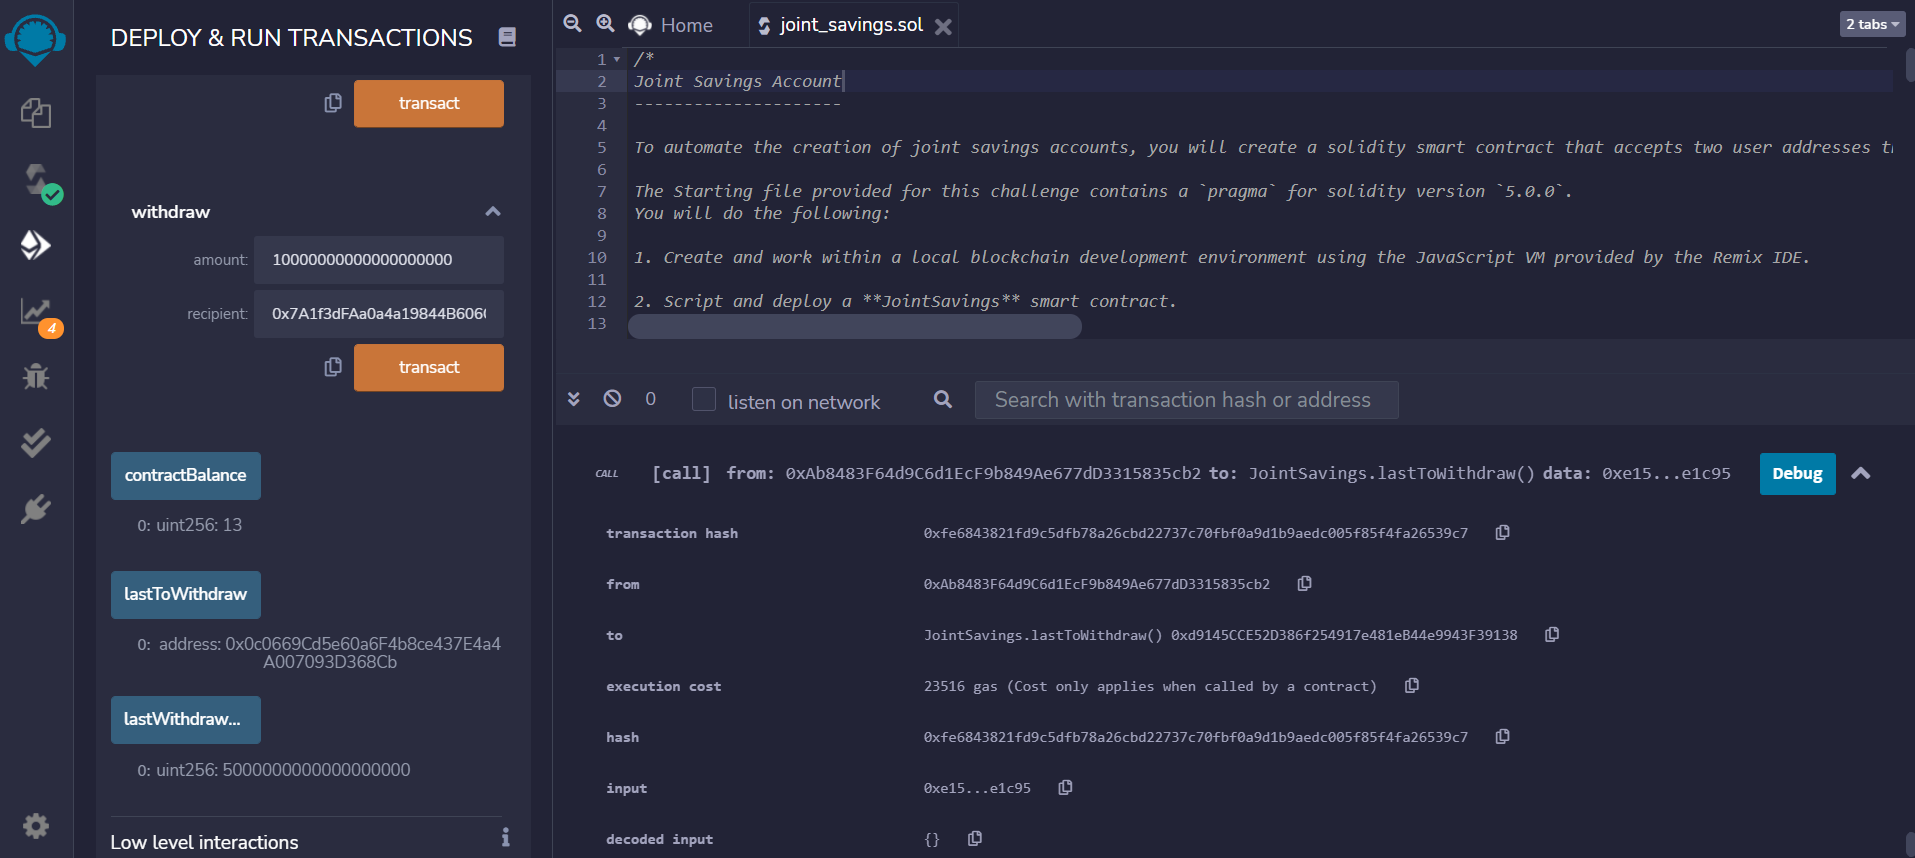 DEPLOY & RUN TRANSACTIONS
transact
withdraw
amount: 10000000000000000000
recipient: 0x7A1f3dFAa0a4a19844B606
transact
contractBalance
0: uint256: 13
lastToWithdraw
0: address: 0x0c0669Cd5e60a6F4b8ce437E4a4
A007093D368Cb
lastWithdraw...
0: uint256: 5000000000000000000
Low level interactions
4
Home
joint_savings.sol
2 tabs
1 /*
2 Joint Savings Account
3 ---------------------
4
5 To automate the creation of joint savings accounts, you will create a solidity smart contract that accepts two user addresses
6
7 The Starting file provided for this challenge contains a `pragma` for solidity version `5.0.0`.
8 You will do the following:
9
10 1. Create and work within a local blockchain development environment using the JavaScript VM provided by the Remix IDE.
11
12 2. Script and deploy a **JointSavings** smart contract.
13
0
listen on network
Search with transaction hash or address
CALL [call] from: 0xAb8483F64d9C6d1EcF9b849Ae677dD3315835cb2 to: JointSavings.lastToWithdraw() data: 0xe15...e1c95 Debug
transaction hash 0xfe6843821fd9c5dfb78a26cbd22737c70fbf0a9d1b9aedc005f85f4fa26539c7
from 0xAb8483F64d9C6d1EcF9b849Ae677dD3315835cb2
to JointSavings.lastToWithdraw() 0xd9145CCE52D386f254917e481eB44e9943F39138
execution cost 23516 gas (Cost only applies when called by a contract)
hash 0xfe6843821fd9c5dfb78a26cbd22737c70fbf0a9d1b9aedc005f85f4fa26539c7
input 0xe15...e1c95
decoded input {}